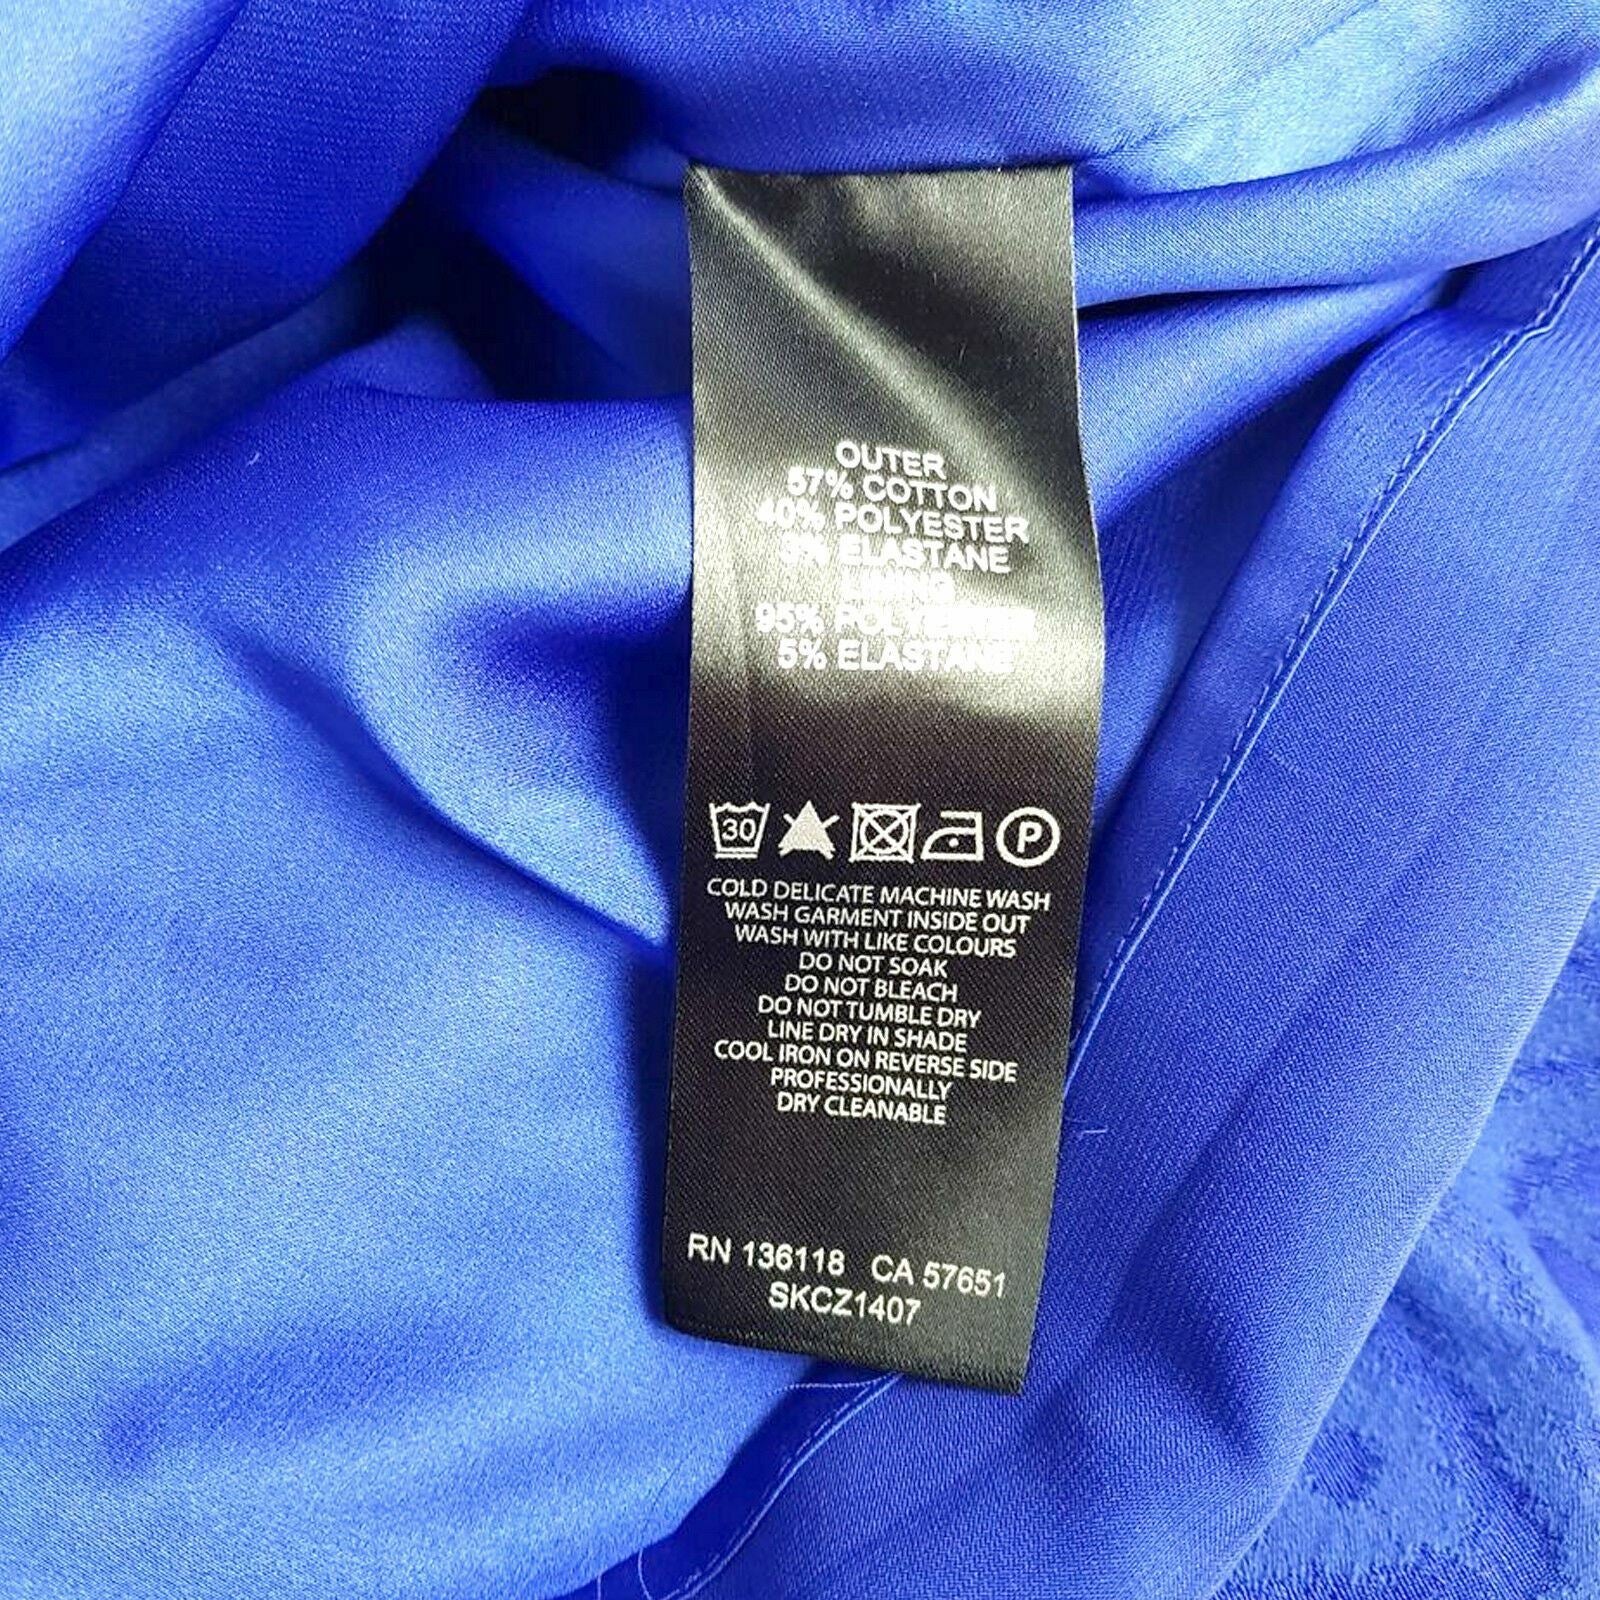 OUTER
57% COTTON
40% POLYESTER
3% ELASTANE
LINING
95% POLYESTER
5% ELASTANE
30 P
COLD DELICATE MACHINE WASH
WASH GARMENT INSIDE OUT
WASH WITH LIKE COLOURS
DO NOT SOAK
DO NOT BLEACH
DO NOT TUMBLE DRY
LINE DRY IN SHADE
COOL IRON ON REVERSE SIDE
PROFESSIONALLY
DRY CLEANABLE
RN 136118 CA 57651
SKCZ1407